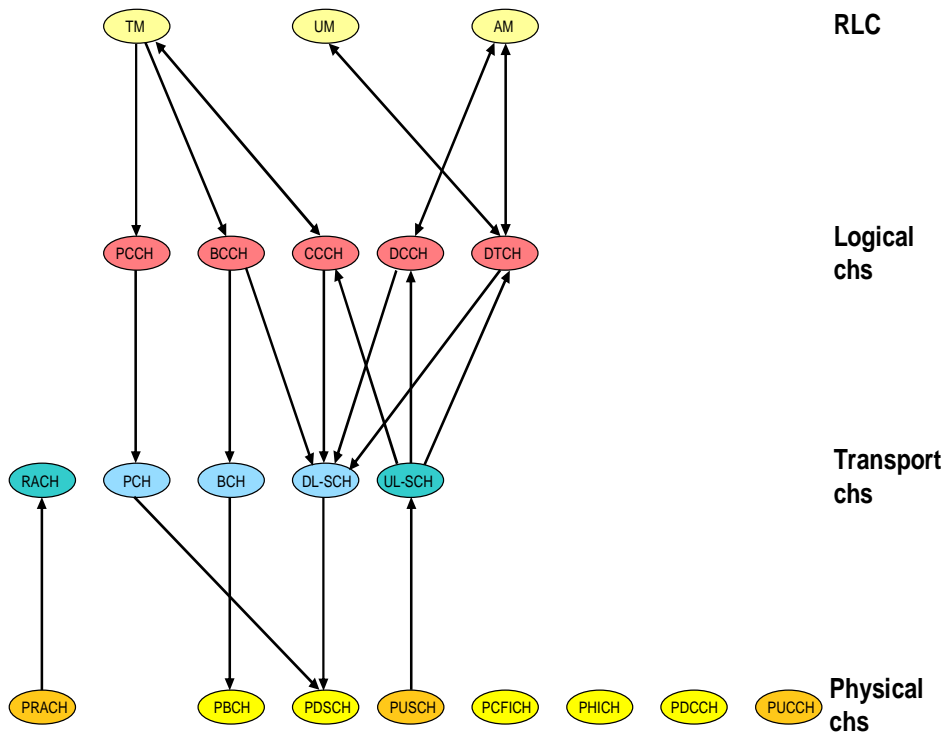 TM
UM
AM
RLC
PCCH
BCCH
CCCH
DCCH
DTCH
Logical
chs
RACH
PCH
BCH
DL-SCH
UL-SCH
Transport
chs
PRACH
PBCH
PDSCH
PUSCH
PCFICH
PHICH
PDCCH
PUCCH
Physical
chs